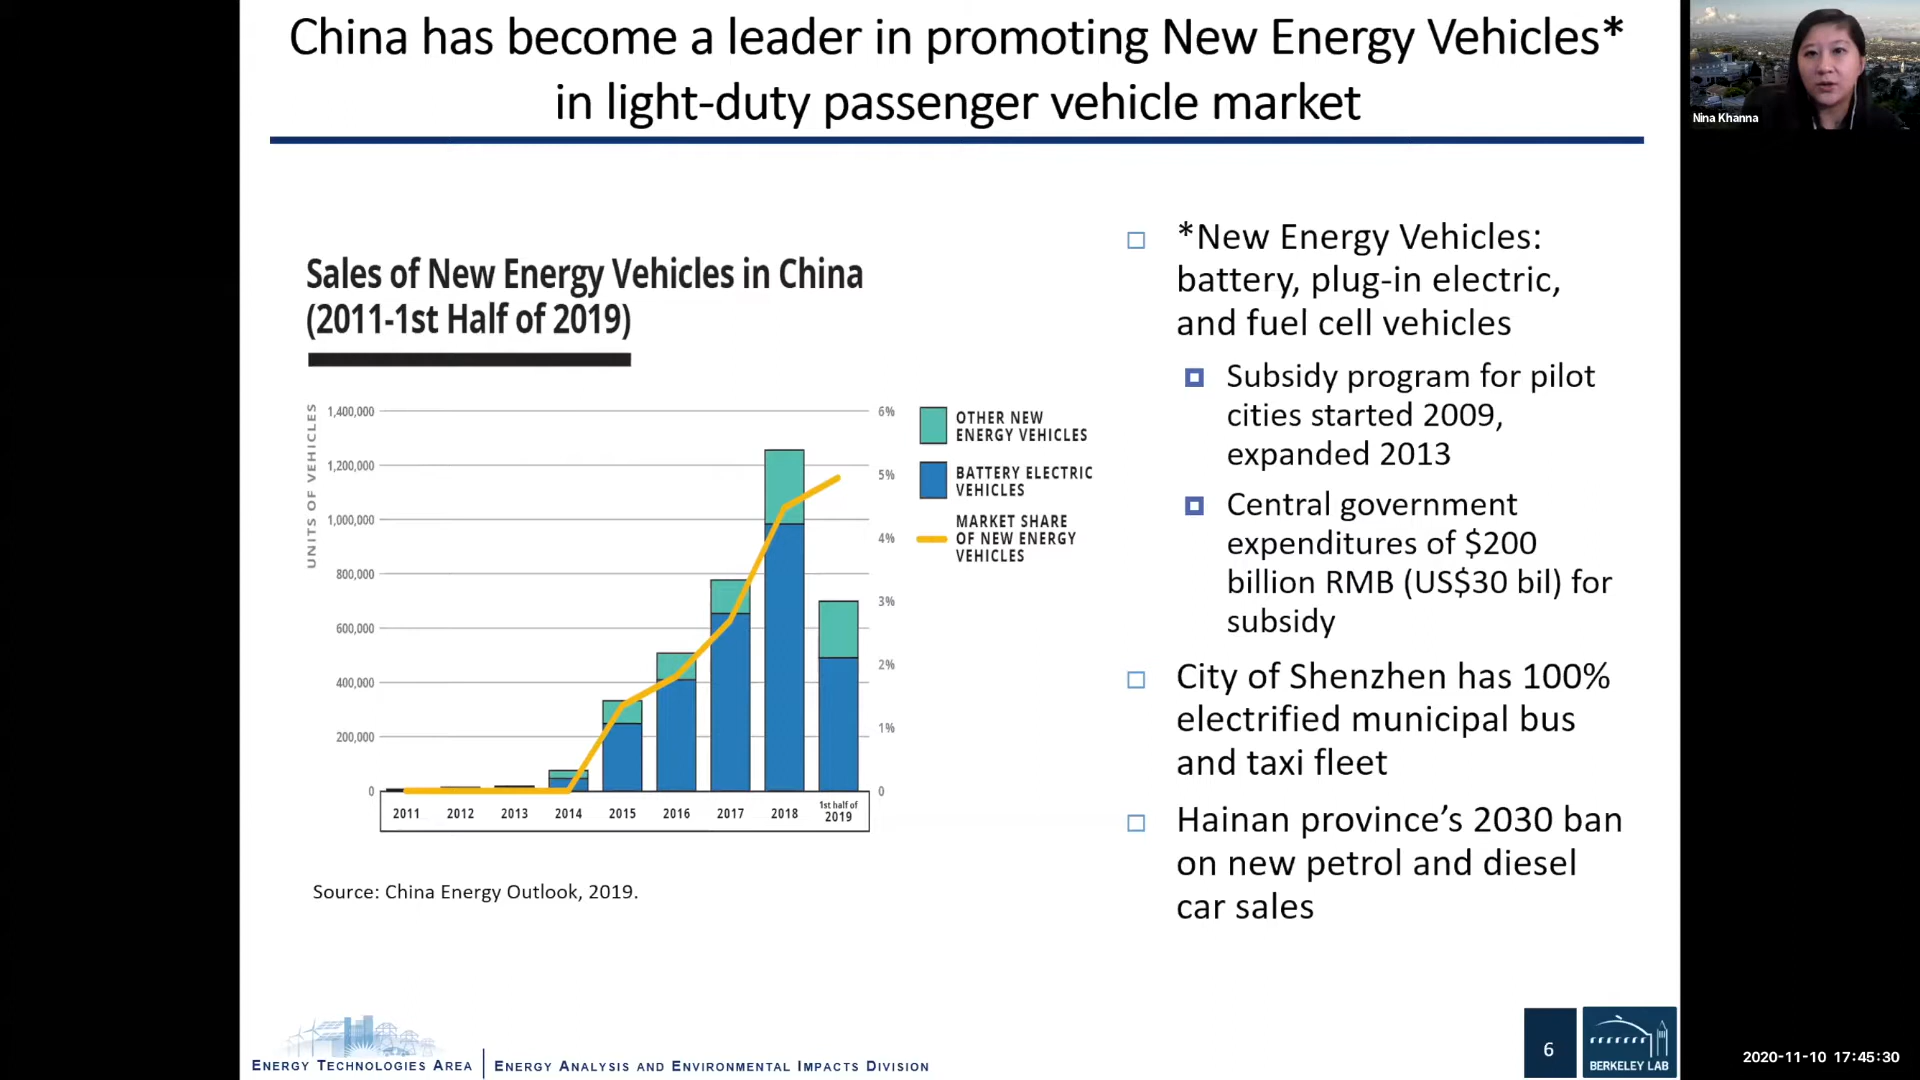 China has become a leader in promoting New Energy Vehicles*
in light-duty passenger vehicle market
Nina Khanna
Sales of New Energy Vehicles in China
(2011-1st Half of 2019)
UNITS OF VEHICLES
1,400,000
1,200,000
1,000,000
800,000
600,000
400,000
200,000
0
6%
5%
4%
3%
2%
1%
0
2011 2012 2013 2014 2015 2016 2017 2018 1st half of
2019
OTHER NEW
ENERGY VEHICLES
BATTERY ELECTRIC
VEHICLES
MARKET SHARE
OF NEW ENERGY
VEHICLES
Source: China Energy Outlook, 2019.
*New Energy Vehicles:
battery, plug-in electric,
and fuel cell vehicles
Subsidy program for pilot
cities started 2009,
expanded 2013
Central government
expenditures of $200
billion RMB (US$30 bil) for
subsidy
City of Shenzhen has 100%
electrified municipal bus
and taxi fleet
Hainan province’s 2030 ban
on new petrol and diesel
car sales
ENERGY TECHNOLOGIES AREA
ENERGY ANALYSIS AND ENVIRONMENTAL IMPACTS DIVISION
6
BERKELEY LAB
2020-11-10 17:45:30